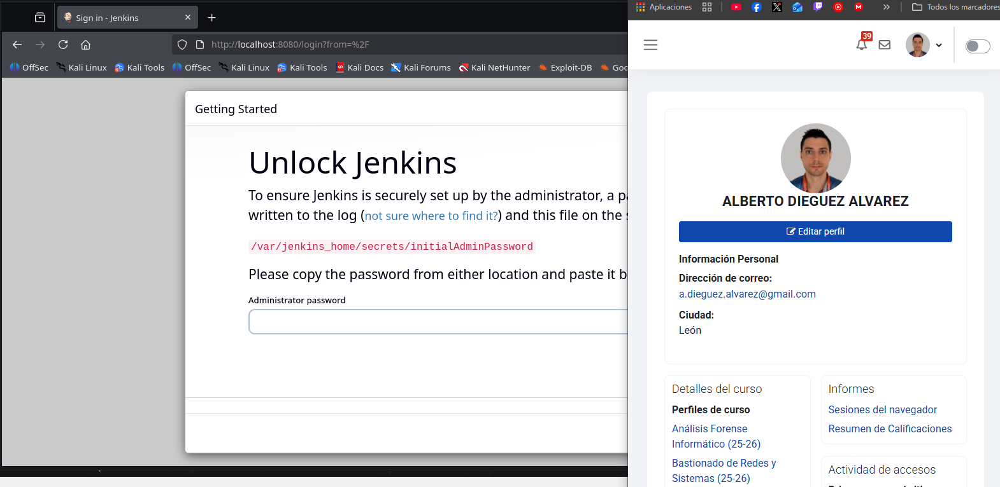 Sign in - Jenkins
http://localhost:8080/login?from=%2F
OffSec
Kali Linux
Kali Tools
OffSec
Kali Linux
Kali Tools
Kali Docs
Kali Forums
Kali NetHunter
Exploit-DB
Goo
Getting Started
Unlock Jenkins
To ensure Jenkins is securely set up by the administrator, a pa
written to the log (not sure where to find it?) and this file on the s
/var/jenkins_home/secrets/initialAdminPassword
Please copy the password from either location and paste it b
Administrator password
Aplicaciones
Todos los marcadores
39
ALBERTO DIEGUEZ ALVAREZ
Editar perfil
Información Personal
Dirección de correo:
a.dieguez.alvarez@gmail.com
Ciudad:
León
Detalles del curso
Perfiles de curso
Análisis Forense
Informático (25-26)
Bastionado de Redes y
Sistemas (25-26)
Informes
Sesiones del navegador
Resumen de Calificaciones
Actividad de accesos